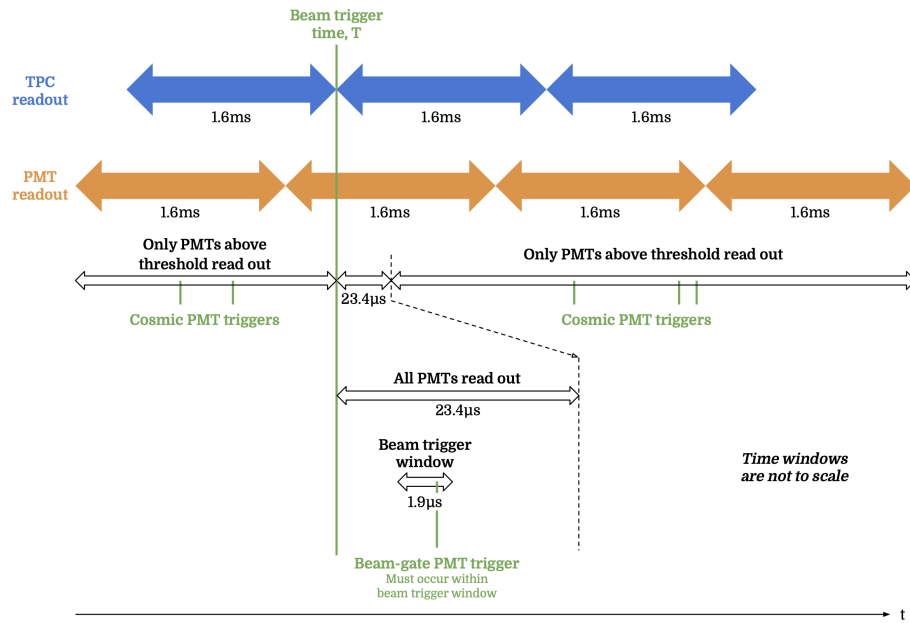 Beam trigger
time, T
TPC
readout
1.6ms
1.6ms
1.6ms
PMT
readout
1.6ms
1.6ms
1.6ms
1.6ms
Only PMTs above
threshold read out
Only PMTs above threshold read out
23.4μs
Cosmic PMT triggers
Cosmic PMT triggers
All PMTs read out
23.4μs
Beam trigger
window
1.9μs
Time windows
are not to scale
Beam-gate PMT trigger
Must occur within
beam trigger window
t